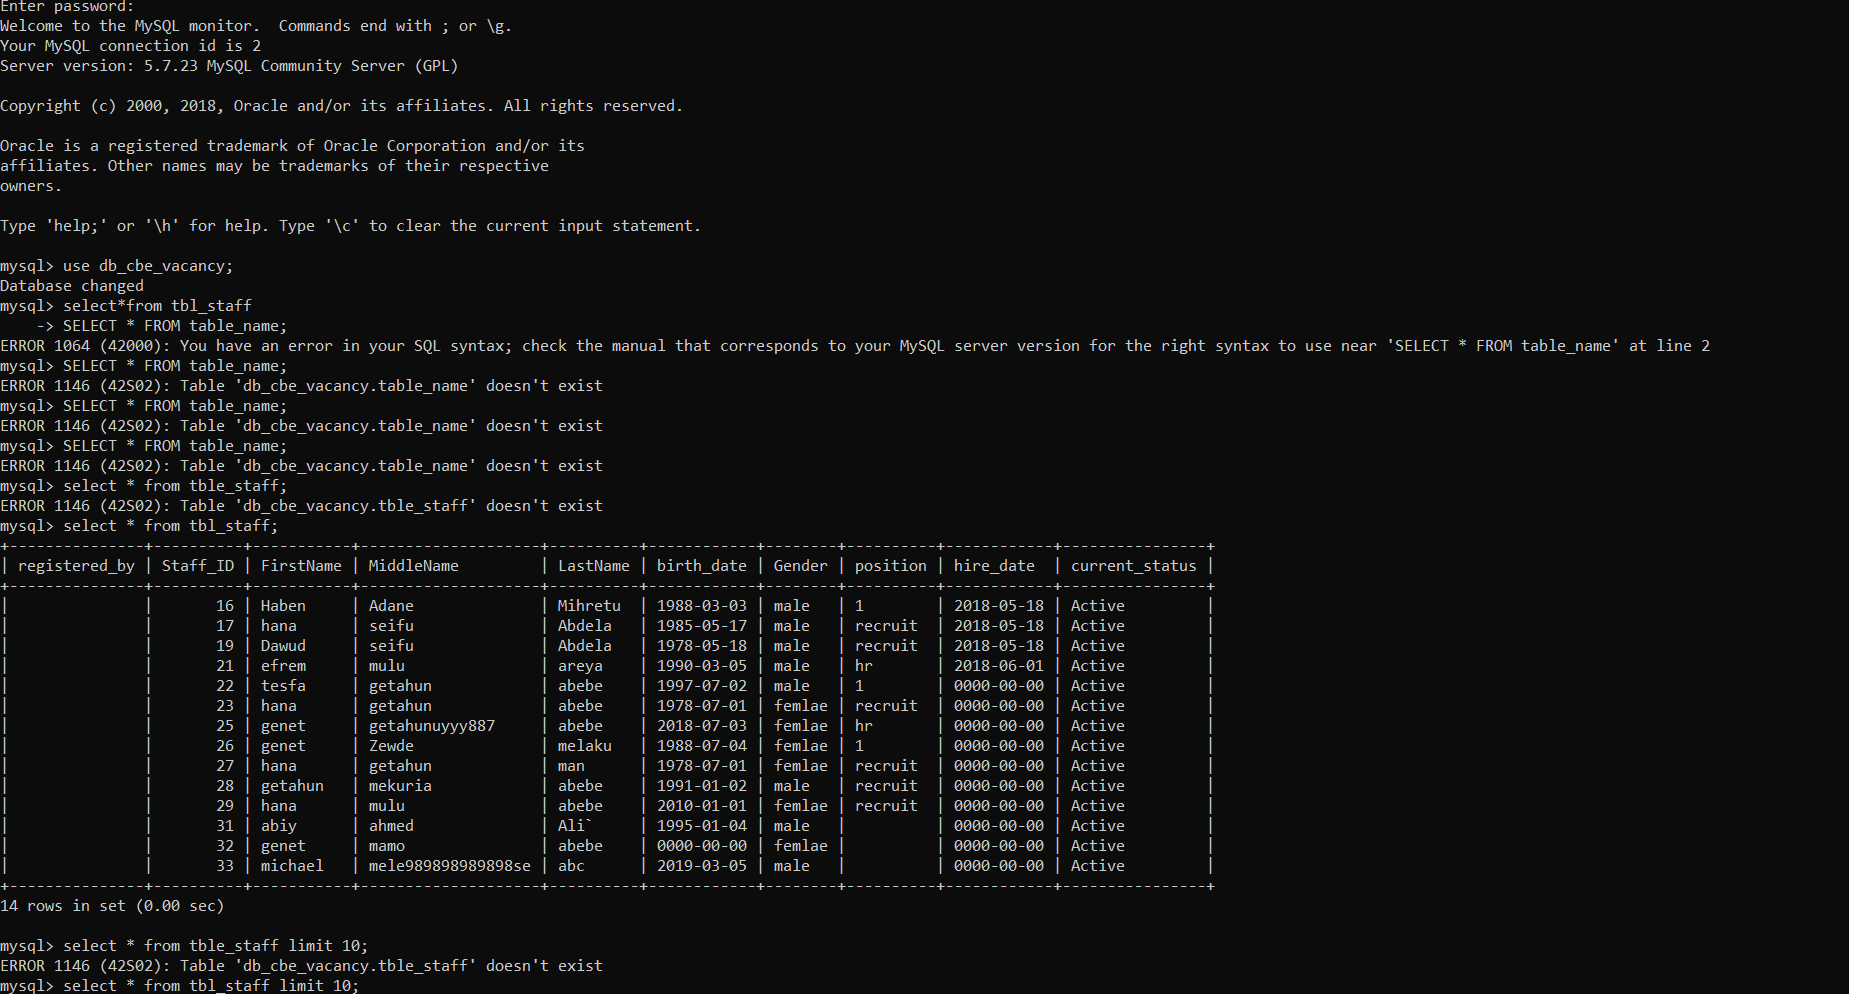 Enter password:
Welcome to the MySQL monitor.  Commands end with ; or \g.
Your MySQL connection id is 2
Server version: 5.7.23 MySQL Community Server (GPL)

Copyright (c) 2000, 2018, Oracle and/or its affiliates. All rights reserved.

Oracle is a registered trademark of Oracle Corporation and/or its
affiliates. Other names may be trademarks of their respective
owners.

Type 'help;' or '\h' for help. Type '\c' to clear the current input statement.

mysql> use db_cbe_vacancy;
Database changed
mysql> select*from tbl_staff
    -> SELECT * FROM table_name;
ERROR 1064 (42000): You have an error in your SQL syntax; check the manual that corresponds to your MySQL server version for the right syntax to use near 'SELECT * FROM table_name' at line 2
mysql> SELECT * FROM table_name;
ERROR 1146 (42S02): Table 'db_cbe_vacancy.table_name' doesn't exist
mysql> SELECT * FROM table_name;
ERROR 1146 (42S02): Table 'db_cbe_vacancy.table_name' doesn't exist
mysql> SELECT * FROM table_name;
ERROR 1146 (42S02): Table 'db_cbe_vacancy.table_name' doesn't exist
mysql> select * from tble_staff;
ERROR 1146 (42S02): Table 'db_cbe_vacancy.tble_staff' doesn't exist
mysql> select * from tbl_staff;
+---------------+----------+-----------+--------------------+----------+------------+--------+----------+------------+----------------+
| registered_by | Staff_ID | FirstName | MiddleName         | LastName | birth_date | Gender | position | hire_date  | current_status |
+---------------+----------+-----------+--------------------+----------+------------+--------+----------+------------+----------------+
|               |       16 | Haben     | Adane              | Mihretu  | 1988-03-03 | male   | 1        | 2018-05-18 | Active         |
|               |       17 | hana      | seifu              | Abdela   | 1985-05-17 | male   | recruit  | 2018-05-18 | Active         |
|               |       19 | Dawud     | seifu              | Abdela   | 1978-05-18 | male   | recruit  | 2018-05-18 | Active         |
|               |       21 | efrem     | mulu               | areya    | 1990-03-05 | male   | hr       | 2018-06-01 | Active         |
|               |       22 | tesfa     | getahun            | abebe    | 1997-07-02 | male   | 1        | 0000-00-00 | Active         |
|               |       23 | hana      | getahun            | abebe    | 1978-07-01 | femlae | recruit  | 0000-00-00 | Active         |
|               |       25 | genet     | getahunuyyy887     | abebe    | 2018-07-03 | femlae | hr       | 0000-00-00 | Active         |
|               |       26 | genet     | Zewde              | melaku   | 1988-07-04 | femlae | 1        | 0000-00-00 | Active         |
|               |       27 | hana      | getahun            | man      | 1978-07-01 | femlae | recruit  | 0000-00-00 | Active         |
|               |       28 | getahun   | mekuria            | abebe    | 1991-01-02 | male   | recruit  | 0000-00-00 | Active         |
|               |       29 | hana      | mulu               | abebe    | 2010-01-01 | femlae | recruit  | 0000-00-00 | Active         |
|               |       31 | abiy      | ahmed              | Ali`     | 1995-01-04 | male   |          | 0000-00-00 | Active         |
|               |       32 | genet     | mamo               | abebe    | 0000-00-00 | femlae |          | 0000-00-00 | Active         |
|               |       33 | michael   | mele989898989898se | abc      | 2019-03-05 | male   |          | 0000-00-00 | Active         |
+---------------+----------+-----------+--------------------+----------+------------+--------+----------+------------+----------------+
14 rows in set (0.00 sec)

mysql> select * from tble_staff limit 10;
ERROR 1146 (42S02): Table 'db_cbe_vacancy.tble_staff' doesn't exist
mysql> select * from tbl_staff limit 10;